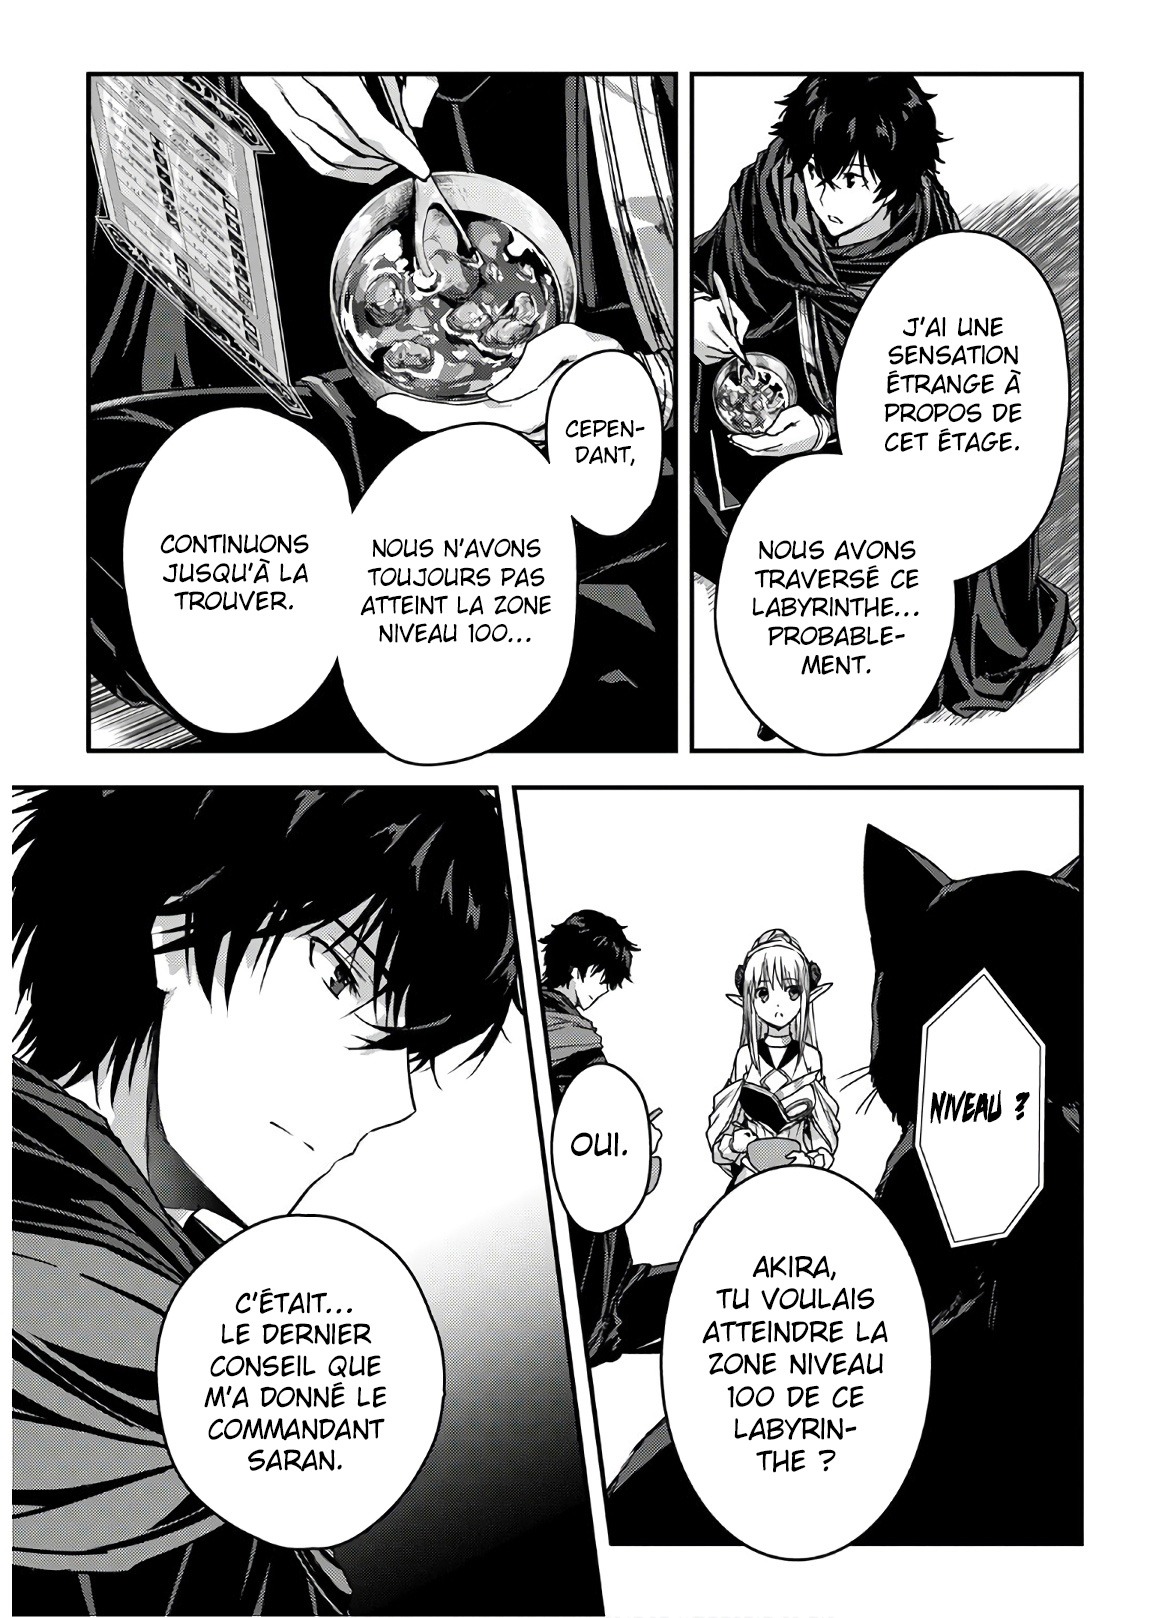 J'AI UNE
SENSATION
ÉTRANGE À
PROPOS DE
CET ÉTAGE.
NOUS AVONS
TRAVERSÉ CE
LABYRINTHE...
PROBABLE-
MENT.
CEPEN-
DANT,
NOUS N'AVONS
TOUJOURS PAS
ATTEINT LA ZONE
NIVEAU 100...
CONTINUONS
JUSQU'À LA
TROUVER.
NIVEAU ?
AKIRA,
TU VOULAIS
ATTEINDRE LA
ZONE NIVEAU
100 DE CE
LABYRIN-
THE ?
OUI.
C'ÉTAIT...
LE DERNIER
CONSEIL QUE
M'A DONNÉ LE
COMMANDANT
SARAN.